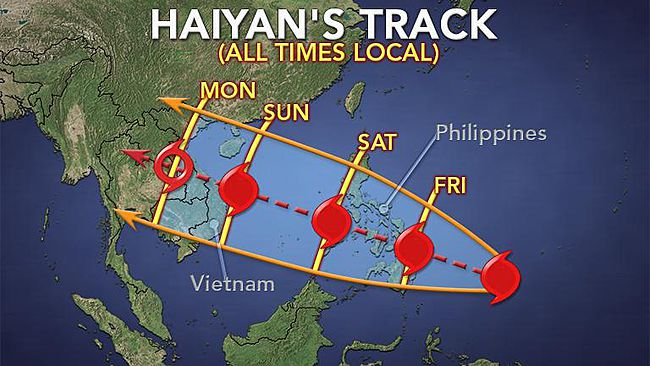 HAIYAN'S TRACK
(ALL TIMES LOCAL)
MON
SUN
SAT
Philippines
FRI
Vietnam